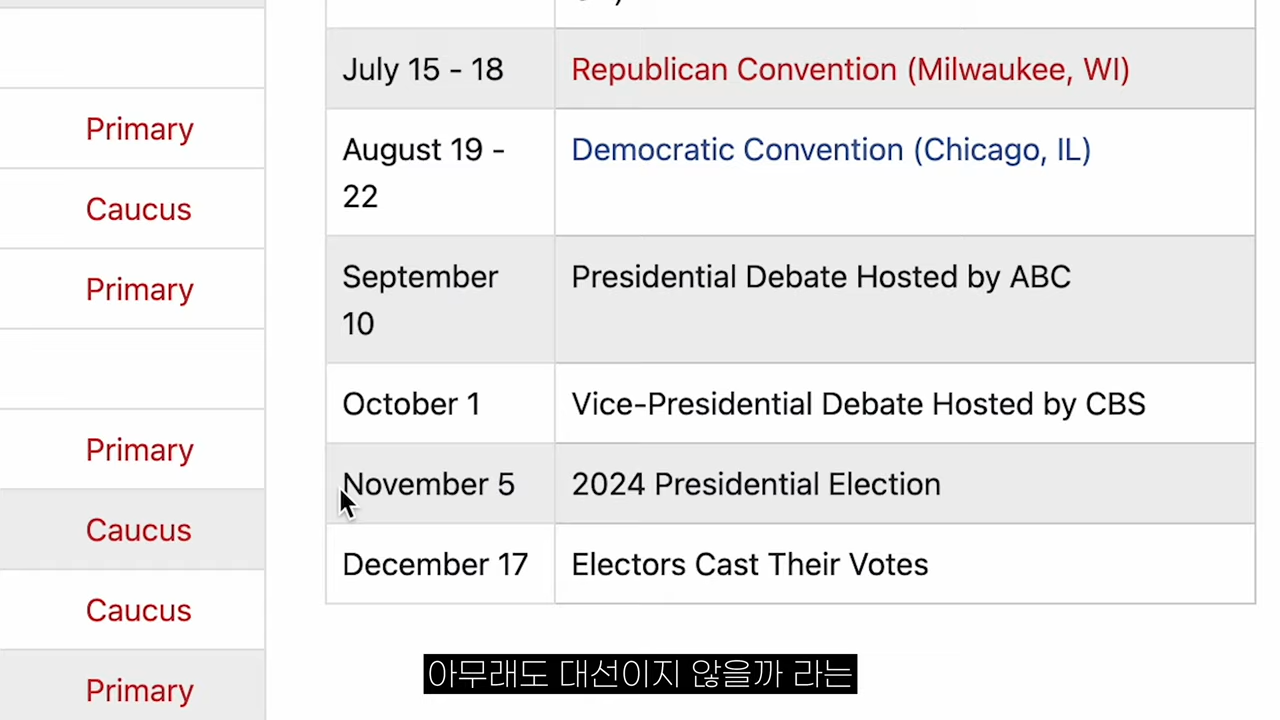 Primary
Caucus
Primary
Primary
Caucus
Caucus
Primary
July 15 - 18 Republican Convention (Milwaukee, WI)
August 19 - Democratic Convention (Chicago, IL)
22
September Presidential Debate Hosted by ABC
10
October 1 Vice-Presidential Debate Hosted by CBS
November 5 2024 Presidential Election
December 17 Electors Cast Their Votes
아무래도 대선이지 않을까 라는